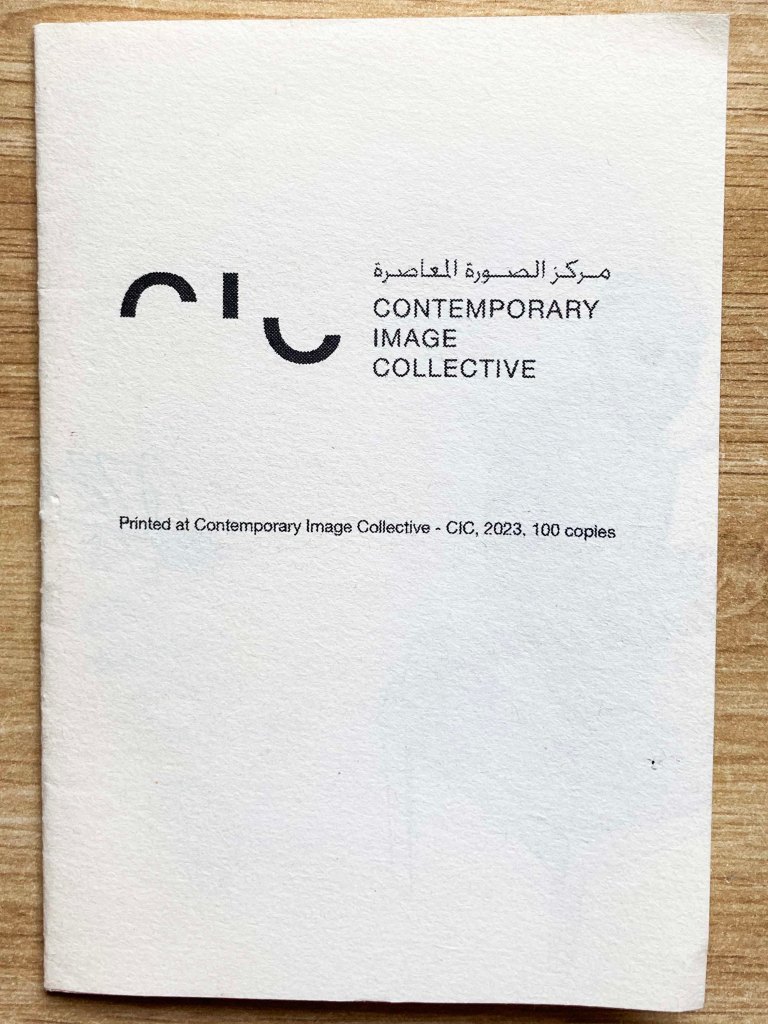 CIC
مركز الصورة المعاصرة
CONTEMPORARY
IMAGE
COLLECTIVE
Printed at Contemporary Image Collective - CIC, 2023, 100 copies